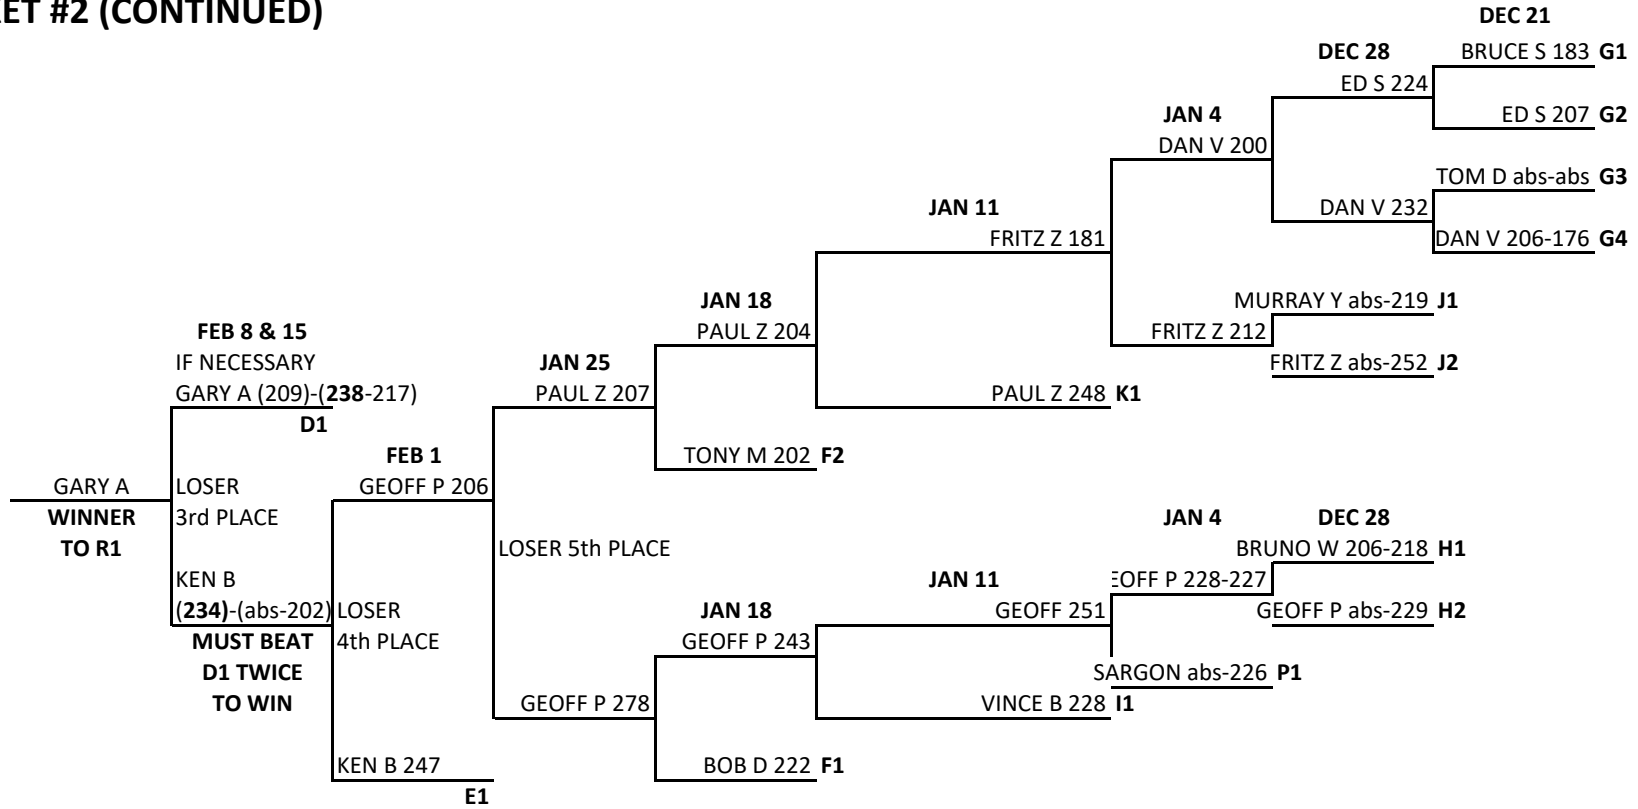 ET #2 (CONTINUED)
DEC 21
DEC 28
BRUCE S 183 G1
ED S 224
JAN 4
ED S 207 G2
DAN V 200
TOM D abs-abs G3
JAN 11
DAN V 232
FRITZ Z 181
DAN V 206-176 G4
JAN 18
MURRAY Y abs-219 J1
FEB 8 & 15
PAUL Z 204
FRITZ Z 212
IF NECESSARY
JAN 25
FRITZ Z abs-252 J2
GARY A (209)-(238-217)
PAUL Z 207
PAUL Z 248 K1
D1
FEB 1
TONY M 202 F2
GARY A
LOSER
GEOFF P 206
WINNER
3rd PLACE
JAN 4
DEC 28
TO R1
LOSER 5th PLACE
BRUNO W 206-218 H1
KEN B
JAN 11
EOFF P 228-227
(234)-(abs-202)
LOSER
JAN 18
GEOFF 251
GEOFF P abs-229 H2
MUST BEAT
4th PLACE
GEOFF P 243
D1 TWICE
SARGON abs-226 P1
TO WIN
GEOFF P 278
VINCE B 228 I1
KEN B 247
BOB D 222 F1
E1